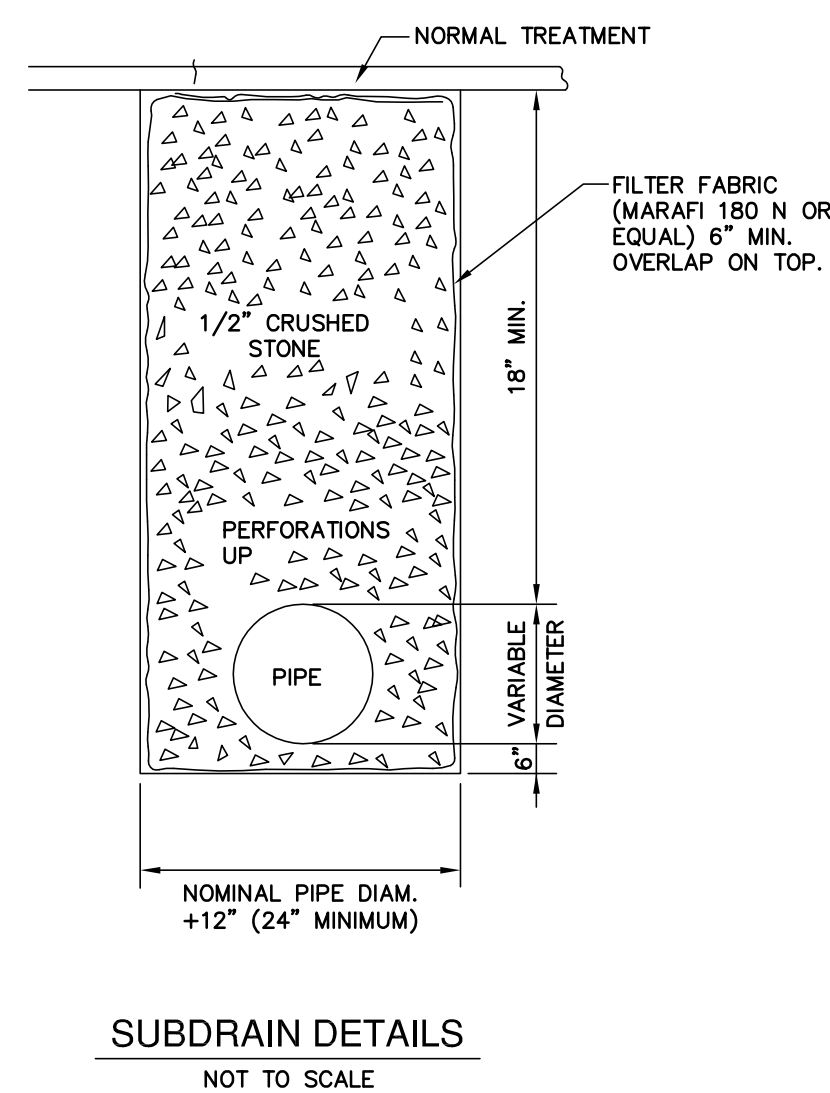 NORMAL TREATMENT
FILTER FABRIC
(MARAFI 180 N OR
EQUAL) 6" MIN.
OVERLAP ON TOP.
1/2" CRUSHED
STONE
18" MIN.
PERFORATIONS
UP
PIPE
VARIABLE
DIAMETER
6"
NOMINAL PIPE DIAM.
+12" (24" MINIMUM)
SUBDRAIN DETAILS
NOT TO SCALE